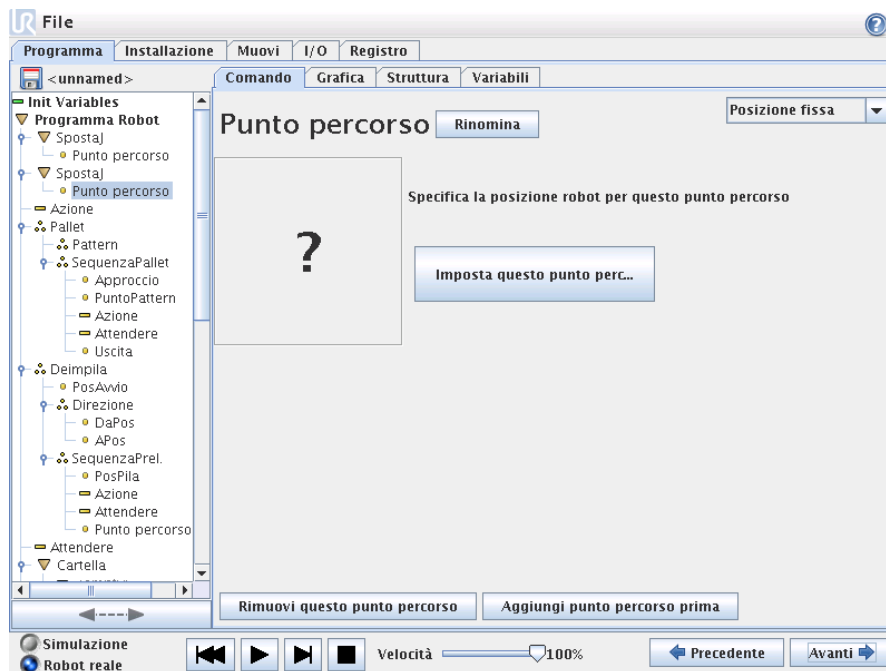 UR File
?
Programma Installazione Muovi I/O Registro
<unnamed>
Comando Grafica Struttura Variabili
Init Variables
Programma Robot
SpostaJ
Punto percorso
SpostaJ
Punto percorso
Azione
Pallet
Pattern
SequenzaPallet
Approccio
PuntoPattern
Azione
Attendere
Uscita
Deimpila
PosAvvio
Direzione
DaPos
APos
SequenzaPrel.
PosPila
Azione
Attendere
Punto percorso
Attendere
Cartella
Punto percorso Rinomina
Posizione fissa
?
Specifica la posizione robot per questo punto percorso
Imposta questo punto perc...
Rimuovi questo punto percorso Aggiungi punto percorso prima
Simulazione
Robot reale
Velocità 100%
Precedente Avanti